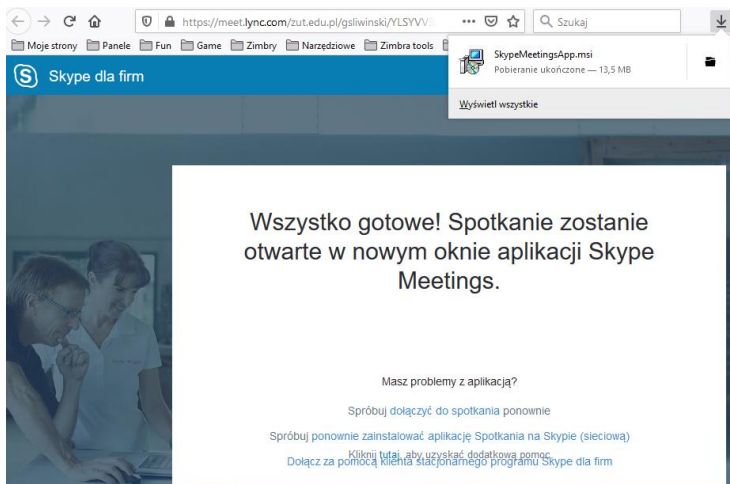 https://meet.lync.com/zut.edu.pl/gsliwinski/YLSYVV
Szukaj
Moje strony Panele Fun Game Zimbry Narzędziowe Zimbra tools
SkypeMeetingsApp.msi
Pobieranie ukończone — 13,5 MB
Wyświetl wszystkie
S Skype dla firm
Wszystko gotowe! Spotkanie zostanie
otwarte w nowym oknie aplikacji Skype
Meetings.
Masz problemy z aplikacją?
Spróbuj dołączyć do spotkania ponownie
Spróbuj ponownie zainstalować aplikację Spotkania na Skypie (sieciową)
Kliknij tutaj, aby uzyskać dodatkową pomoc.
Dołącz za pomocą klienta stacjonarnego programu Skype dla firm